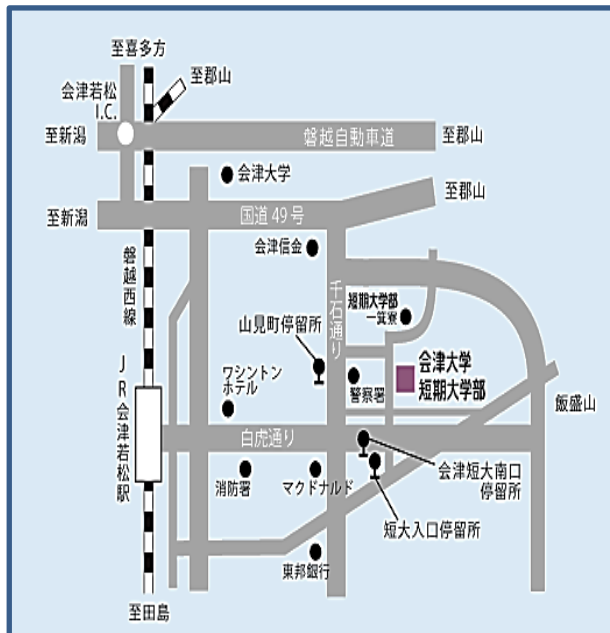 至喜多方
至郡山
会津若松
I.C.
至新潟
磐越自動車道
至郡山
会津大学
至郡山
至新潟
国道49号
会津信金
磐越西線
千石通り
短期大学部
一箕寮
山見町停留所
会津大学
短期大学部
ワシントン
ホテル
警察署
飯盛山
JR会津若松駅
白虎通り
会津短大南口
停留所
消防署
マクドナルド
短大入口停留所
東邦銀行
至田島